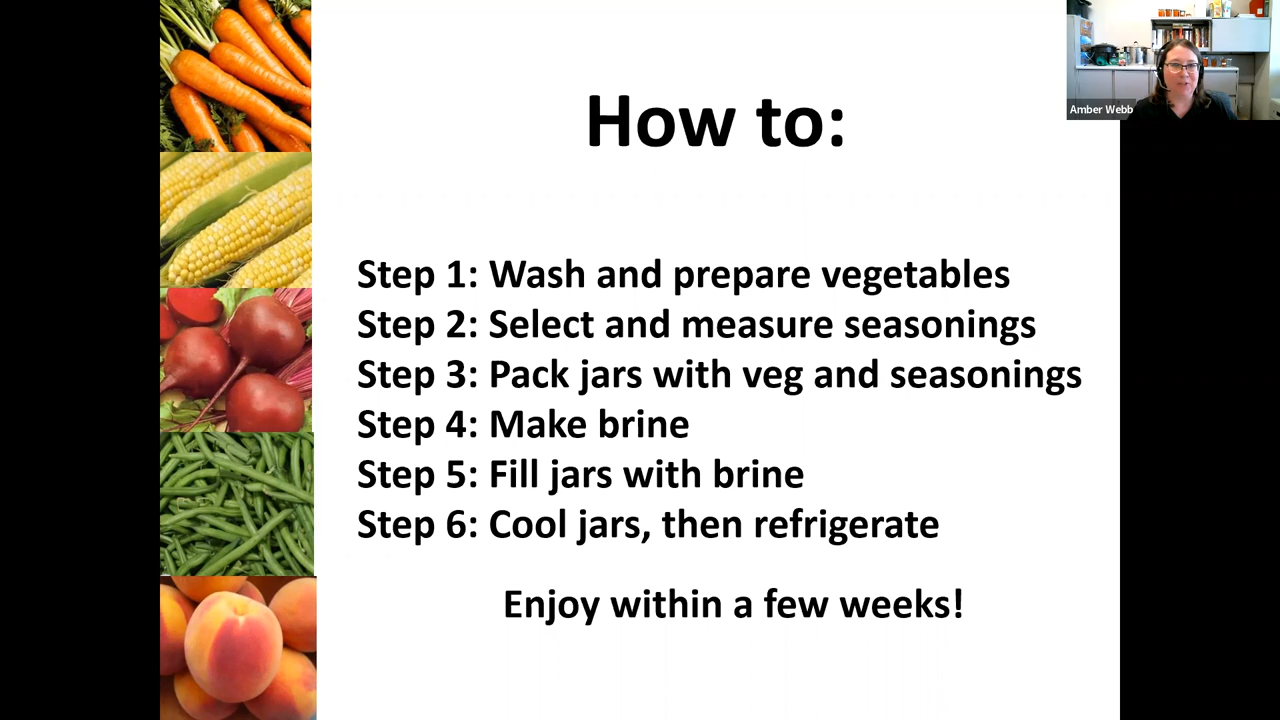 Amber Webb
How to:
Step 1: Wash and prepare vegetables
Step 2: Select and measure seasonings
Step 3: Pack jars with veg and seasonings
Step 4: Make brine
Step 5: Fill jars with brine
Step 6: Cool jars, then refrigerate
Enjoy within a few weeks!